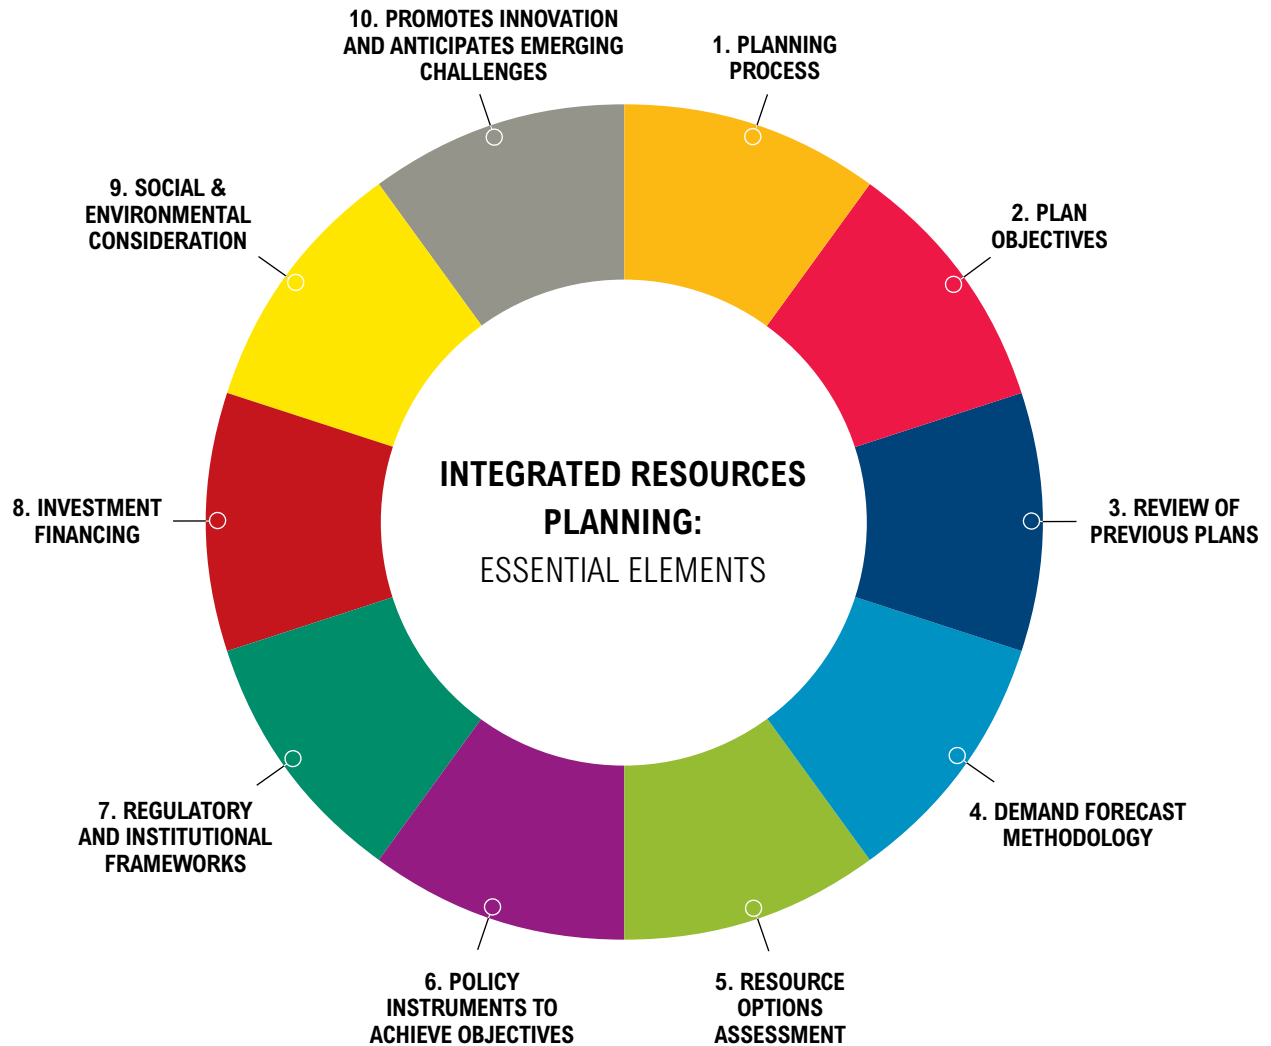 10. PROMOTES INNOVATION
AND ANTICIPATES EMERGING
CHALLENGES
1. PLANNING
PROCESS
2. PLAN
OBJECTIVES
3. REVIEW OF
PREVIOUS PLANS
4. DEMAND FORECAST
METHODOLOGY
5. RESOURCE
OPTIONS
ASSESSMENT
6. POLICY
INSTRUMENTS TO
ACHIEVE OBJECTIVES
7. REGULATORY
AND INSTITUTIONAL
FRAMEWORKS
8. INVESTMENT
FINANCING
9. SOCIAL &
ENVIRONMENTAL
CONSIDERATION
INTEGRATED RESOURCES
PLANNING:
ESSENTIAL ELEMENTS